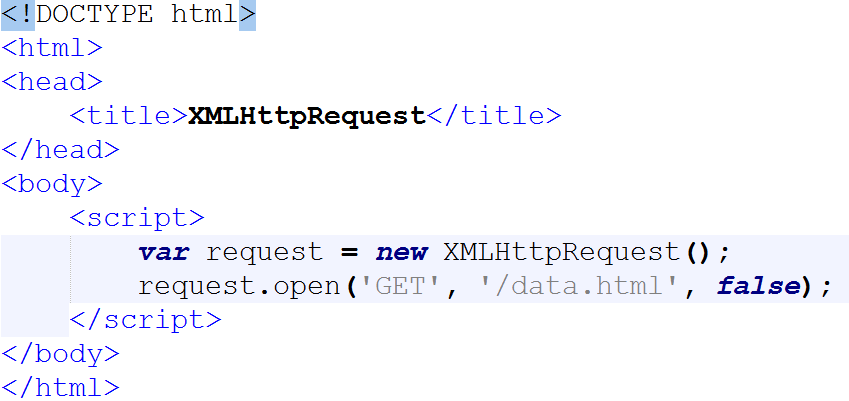 <!DOCTYPE html>
<html>
<head>
    <title>XMLHttpRequest</title>
</head>
<body>
    <script>
        var request = new XMLHttpRequest();
        request.open('GET', '/data.html', false);
    </script>
</body>
</html>